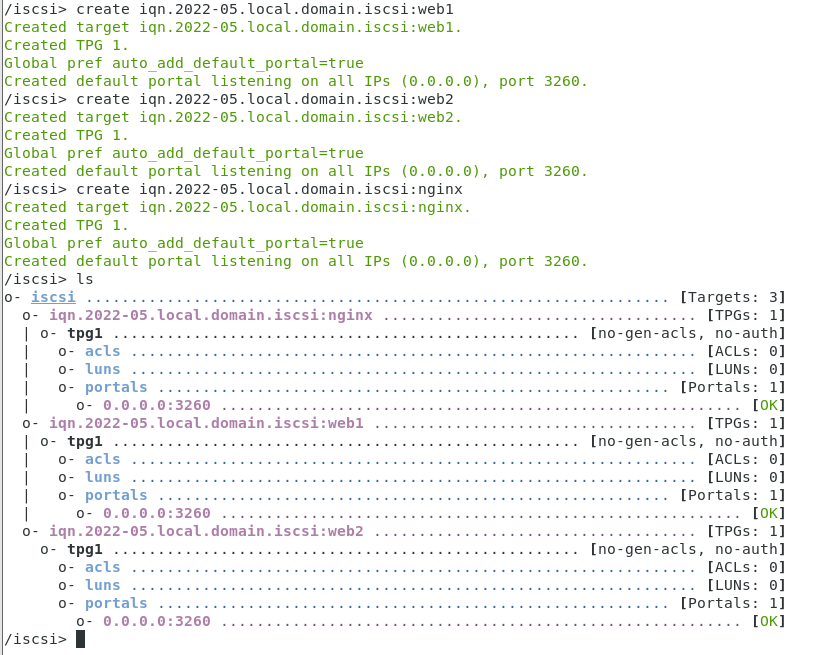 /iscsi> create iqn.2022-05.local.domain.iscsi:web1
Created target iqn.2022-05.local.domain.iscsi:web1.
Created TPG 1.
Global pref auto_add_default_portal=true
Created default portal listening on all IPs (0.0.0.0), port 3260.
/iscsi> create iqn.2022-05.local.domain.iscsi:web2
Created target iqn.2022-05.local.domain.iscsi:web2.
Created TPG 1.
Global pref auto_add_default_portal=true
Created default portal listening on all IPs (0.0.0.0), port 3260.
/iscsi> create iqn.2022-05.local.domain.iscsi:nginx
Created target iqn.2022-05.local.domain.iscsi:nginx.
Created TPG 1.
Global pref auto_add_default_portal=true
Created default portal listening on all IPs (0.0.0.0), port 3260.
/iscsi> ls
o- iscsi ................................................................. [Targets: 3]
  o- iqn.2022-05.local.domain.iscsi:nginx ................................... [TPGs: 1]
  | o- tpg1 .................................................... [no-gen-acls, no-auth]
  |   o- acls ............................................................... [ACLs: 0]
  |   o- luns ............................................................... [LUNs: 0]
  |   o- portals ......................................................... [Portals: 1]
  |     o- 0.0.0.0:3260 .......................................................... [OK]
  o- iqn.2022-05.local.domain.iscsi:web1 .................................... [TPGs: 1]
  | o- tpg1 .................................................... [no-gen-acls, no-auth]
  |   o- acls ............................................................... [ACLs: 0]
  |   o- luns ............................................................... [LUNs: 0]
  |   o- portals ......................................................... [Portals: 1]
  |     o- 0.0.0.0:3260 .......................................................... [OK]
  o- iqn.2022-05.local.domain.iscsi:web2 .................................... [TPGs: 1]
    o- tpg1 .................................................... [no-gen-acls, no-auth]
      o- acls ............................................................... [ACLs: 0]
      o- luns ............................................................... [LUNs: 0]
      o- portals ......................................................... [Portals: 1]
        o- 0.0.0.0:3260 .......................................................... [OK]
/iscsi>